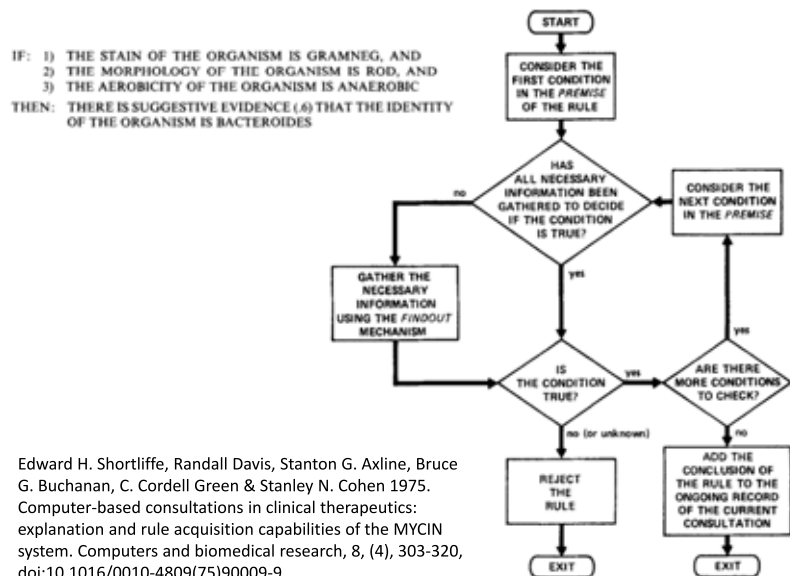 IF: 1) THE STAIN OF THE ORGANISM IS GRAMNEG, AND
2) THE MORPHOLOGY OF THE ORGANISM IS ROD, AND
3) THE AEROBICITY OF THE ORGANISM IS ANAEROBIC
THEN: THERE IS SUGGESTIVE EVIDENCE (.6) THAT THE IDENTITY
OF THE ORGANISM IS BACTEROIDES
START
CONSIDER THE
FIRST CONDITION
IN THE PREMISE
OF THE RULE
HAS
ALL NECESSARY
INFORMATION BEEN
GATHERED TO DECIDE
IF THE CONDITION
IS TRUE?
no
yes
CONSIDER THE
NEXT CONDITION
IN THE PREMISE
GATHER THE
NECESSARY
INFORMATION
USING THE FINDOUT
MECHANISM
IS
THE CONDITION
TRUE?
yes
no (or unknown)
ARE THERE
MORE CONDITIONS
TO CHECK?
yes
no
REJECT
THE
RULE
ADD THE
CONCLUSION OF
THE RULE TO THE
ONGOING RECORD
OF THE CURRENT
CONSULTATION
EXIT
EXIT
Edward H. Shortliffe, Randall Davis, Stanton G. Axline, Bruce
G. Buchanan, C. Cordell Green & Stanley N. Cohen 1975.
Computer-based consultations in clinical therapeutics:
explanation and rule acquisition capabilities of the MYCIN
system. Computers and biomedical research, 8, (4), 303-320,
doi:10.1016/0010-4809(75)90009-9